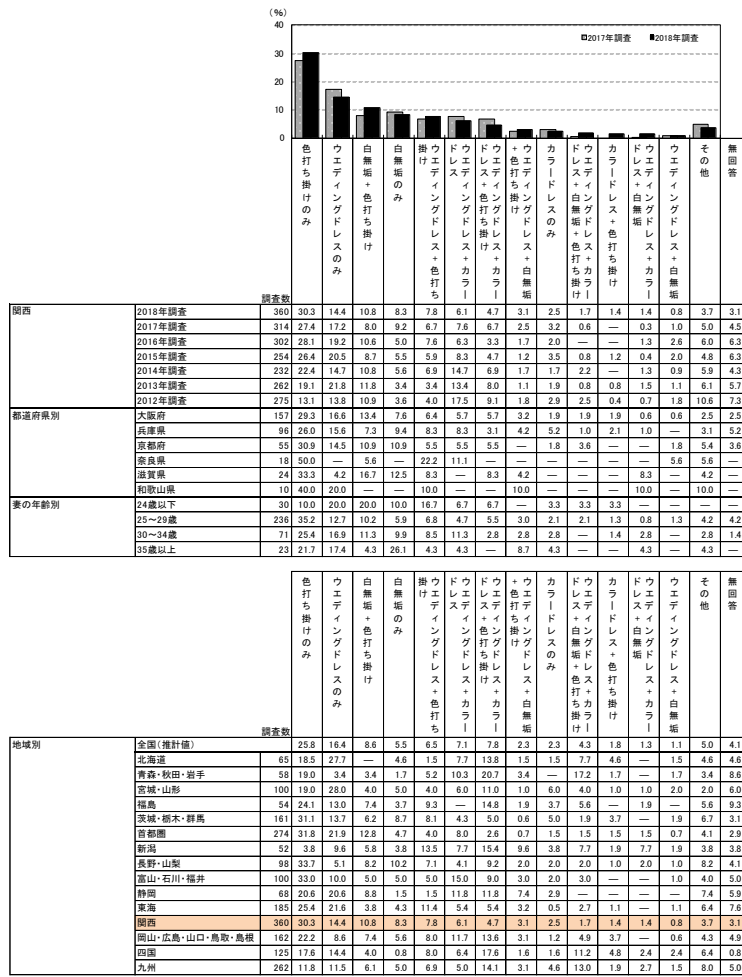 (%)
40
30
20
10
0
□2017年調査 ■2018年調査
色打ち掛けのみ
ウエディングドレスのみ
白無垢+色打ち掛け
白無垢のみ
ウエディングドレス+色打ち掛け
ウエディングドレス+カラードレス
ウエディングドレス+カラードレス+色打ち掛け
ウエディングドレス+白無垢+色打ち掛け
カラードレスのみ
ウエディングドレス+カラードレス+白無垢+色打ち掛け
カラードレス+色打ち掛け
ウエディングドレス+カラードレス+白無垢
ウエディングドレス+白無垢
その他
無回答
調査数
関西 2018年調査 360 30.3 14.4 10.8 8.3 7.8 6.1 4.7 3.1 2.5 1.7 1.4 1.4 0.8 3.7 3.1
2017年調査 314 27.4 17.2 8.0 9.2 6.7 7.6 6.7 2.5 3.2 0.6 — 0.3 1.0 5.0 4.5
2016年調査 302 28.1 19.2 10.6 5.0 7.6 6.3 3.3 1.7 2.0 — — 1.3 2.6 6.0 6.3
2015年調査 254 26.4 20.5 8.7 5.5 5.9 8.3 4.7 1.2 3.5 0.8 1.2 0.4 2.0 4.8 6.3
2014年調査 232 22.4 14.7 10.8 5.6 6.9 14.7 6.9 1.7 1.7 2.2 — 1.3 0.9 5.9 4.3
2013年調査 262 19.1 21.8 11.8 3.4 3.4 13.4 8.0 1.1 1.9 0.8 0.8 1.5 1.1 6.1 5.7
2012年調査 275 13.1 13.8 10.9 3.6 4.0 17.5 9.1 1.8 2.9 2.5 0.4 0.7 1.8 10.6 7.3
都道府県別 大阪府 157 29.3 16.6 13.4 7.6 6.4 5.7 5.7 3.2 1.9 1.9 1.9 0.6 0.6 2.5 2.5
兵庫県 96 26.0 15.6 7.3 9.4 8.3 8.3 3.1 4.2 5.2 1.0 2.1 1.0 — 3.1 5.2
京都府 55 30.9 14.5 10.9 10.9 5.5 5.5 5.5 — 1.8 3.6 — — 1.8 5.4 3.6
奈良県 18 50.0 — 5.6 — 22.2 11.1 — — — — — — 5.6 5.6 —
滋賀県 24 33.3 4.2 16.7 12.5 8.3 — 8.3 4.2 — — — 8.3 — 4.2 —
和歌山県 10 40.0 20.0 — — 10.0 — — 10.0 — — — 10.0 — 10.0 —
妻の年齢別 24歳以下 30 10.0 20.0 20.0 10.0 16.7 6.7 6.7 — 3.3 3.3 3.3 — — — —
25～29歳 236 35.2 12.7 10.2 5.9 6.8 4.7 5.5 3.0 2.1 2.1 1.3 0.8 1.3 4.2 4.2
30～34歳 71 25.4 16.9 11.3 9.9 8.5 11.3 2.8 2.8 2.8 — 1.4 2.8 — 2.8 1.4
35歳以上 23 21.7 17.4 4.3 26.1 4.3 4.3 — 8.7 4.3 — — 4.3 — 4.3 —
色打ち掛けのみ
ウエディングドレスのみ
白無垢+色打ち掛け
白無垢のみ
ウエディングドレス+色打ち掛け
ウエディングドレス+カラードレス
ウエディングドレス+カラードレス+色打ち掛け
ウエディングドレス+白無垢+色打ち掛け
カラードレスのみ
ウエディングドレス+カラードレス+白無垢+色打ち掛け
カラードレス+色打ち掛け
ウエディングドレス+カラードレス+白無垢
ウエディングドレス+白無垢
その他
無回答
調査数
地域別 全国(推計値) 25.8 16.4 8.6 5.5 6.5 7.1 7.8 2.3 2.3 4.3 1.8 1.3 1.1 5.0 4.1
北海道 65 18.5 27.7 — 4.6 1.5 7.7 13.8 1.5 1.5 7.7 4.6 — 1.5 4.6 4.6
青森・秋田・岩手 58 19.0 3.4 3.4 1.7 5.2 10.3 20.7 3.4 — 17.2 1.7 — 1.7 3.4 8.6
宮城・山形 100 19.0 28.0 4.0 5.0 4.0 6.0 11.0 1.0 6.0 4.0 1.0 1.0 2.0 2.0 6.0
福島 54 24.1 13.0 7.4 3.7 9.3 — 14.8 1.9 3.7 5.6 — 1.9 — 5.6 9.3
茨城・栃木・群馬 161 31.1 13.7 6.2 8.7 8.1 4.3 5.0 0.6 5.0 1.9 3.7 — 1.9 6.7 3.1
首都圏 274 31.8 21.9 12.8 4.7 4.0 8.0 2.6 0.7 1.5 1.5 1.5 1.5 0.7 4.1 2.9
新潟 52 3.8 9.6 5.8 3.8 13.5 7.7 15.4 9.6 3.8 7.7 1.9 7.7 1.9 3.8 3.8
長野・山梨 98 33.7 5.1 8.2 10.2 7.1 4.1 9.2 2.0 2.0 2.0 1.0 2.0 1.0 8.2 4.1
富山・石川・福井 100 33.0 10.0 5.0 5.0 5.0 15.0 9.0 3.0 2.0 3.0 — — 1.0 4.0 5.0
静岡 68 20.6 20.6 8.8 1.5 1.5 11.8 11.8 7.4 2.9 — — — — 7.4 5.9
東海 185 25.4 21.6 3.8 4.3 11.4 5.4 5.4 3.2 0.5 2.7 1.1 — 1.1 6.4 7.6
関西 360 30.3 14.4 10.8 8.3 7.8 6.1 4.7 3.1 2.5 1.7 1.4 1.4 0.8 3.7 3.1
岡山・広島・山口・鳥取・島根 162 22.2 8.6 7.4 5.6 8.0 11.7 13.6 3.1 1.2 4.9 3.7 — 0.6 4.3 4.9
四国 125 17.6 14.4 4.0 0.8 8.0 6.4 17.6 1.6 1.6 11.2 4.8 2.4 2.4 6.4 0.8
九州 262 11.8 11.5 6.1 5.0 6.9 5.0 14.1 3.1 4.6 13.0 1.9 2.7 1.5 8.0 5.0